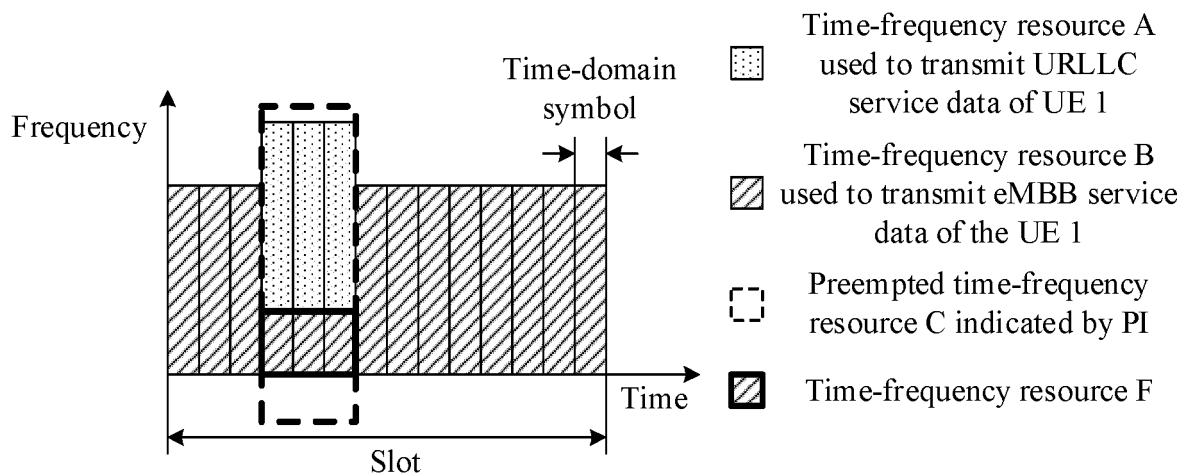 Frequency
Time-domain
symbol
Time
Slot
Time-frequency resource A
used to transmit URLLC
service data of UE 1
Time-frequency resource B
used to transmit eMBB service
data of the UE 1
Preempted time-frequency
resource C indicated by PI
Time-frequency resource F